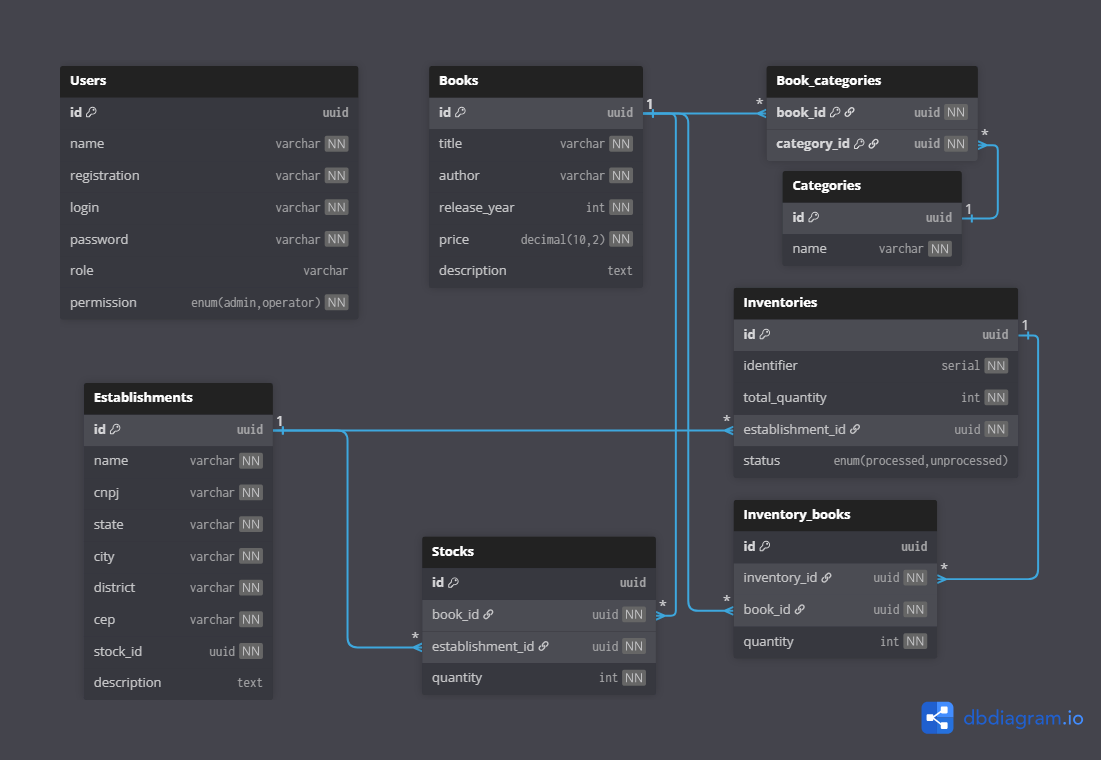 Users
id uuid
name varchar NN
registration varchar NN
login varchar NN
password varchar NN
role varchar
permission enum(admin,operator) NN
Books
id uuid
title varchar NN
author varchar NN
release_year int NN
price decimal(10,2) NN
description text
1
*
Book_categories
book_id uuid NN
category_id uuid NN
*
Categories
id uuid
name varchar NN
1
Inventories
id uuid
identifier serial NN
total_quantity int NN
establishment_id uuid NN
status enum(processed,unprocessed)
1
*
Establishments
id uuid
name varchar NN
cnpj varchar NN
state varchar NN
city varchar NN
district varchar NN
cep varchar NN
stock_id uuid NN
description text
1
Stocks
id uuid
book_id uuid NN
establishment_id uuid NN
quantity int NN
*
*
Inventory_books
id uuid
inventory_id uuid NN
book_id uuid NN
quantity int NN
*
*
dbdiagram.io